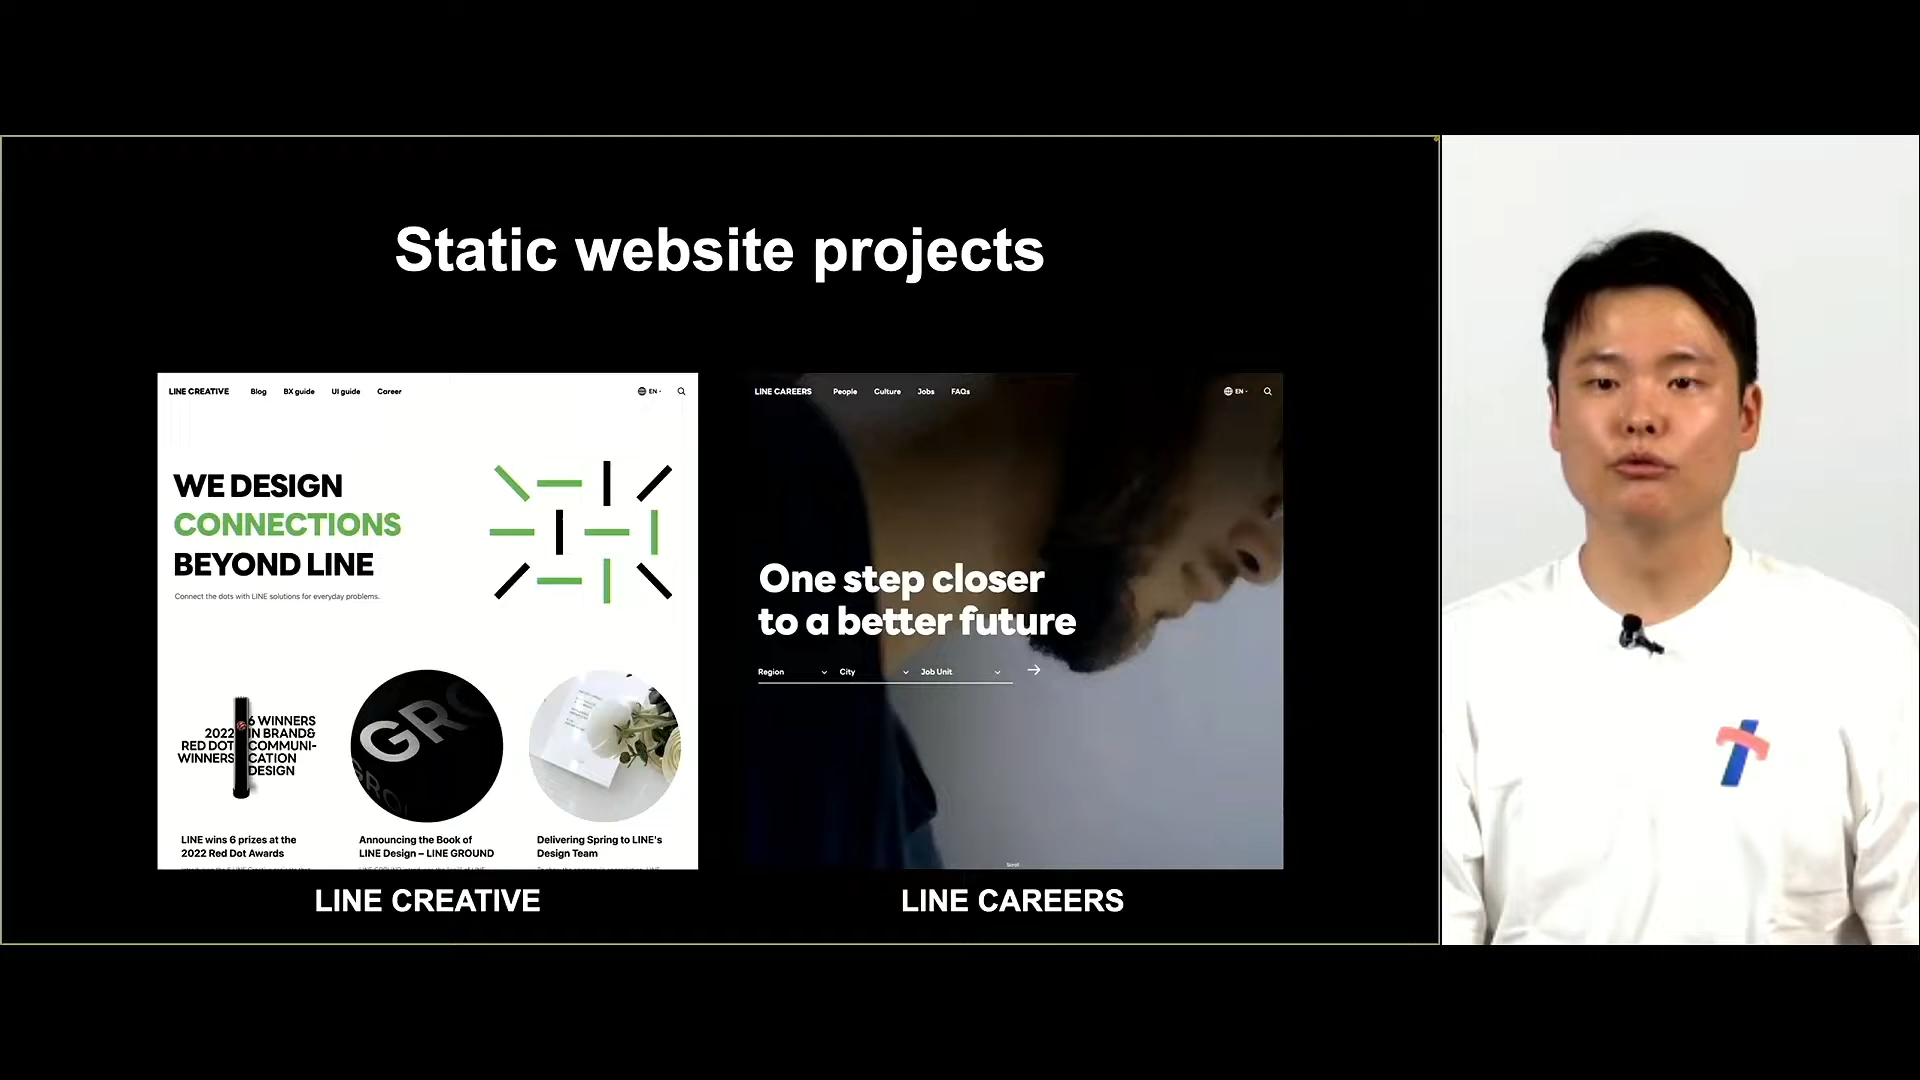 Static website projects
LINE CREATIVE Blog BX guide UI guide Career EN
WE DESIGN
CONNECTIONS
BEYOND LINE
Connect the dots with LINE solutions for everyday problems.
2022
RED DOT
WINNERS
6 WINNERS
IN BRAND&
COMMUNI-
CATION
DESIGN
GRO
GRO
LINE wins 6 prizes at the
2022 Red Dot Awards
Announcing the Book of
LINE Design – LINE GROUND
Delivering Spring to LINE's
Design Team
LINE CREATIVE
LINE CAREERS People Culture Jobs FAQs EN
One step closer
to a better future
Region City Job Unit
Scroll
LINE CAREERS